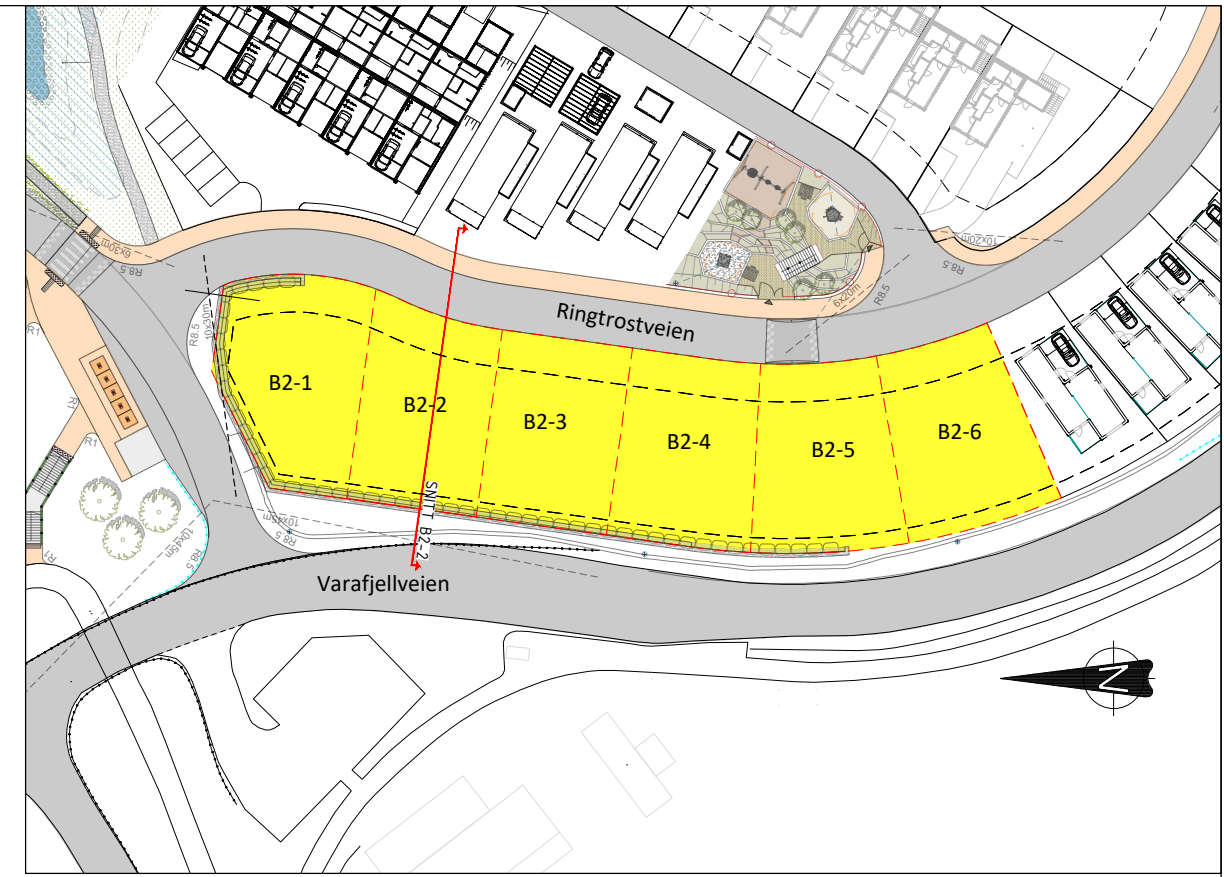 6x30m
R8.5
R8.5
10x30m
R1
R1
R1
R1
Ringtrostveien
6x20m
R8.5
10x20m
R8.5
B2-1
B2-2
B2-3
B2-4
B2-5
B2-6
SNITT B2-2
10x45m
R8.5
10x45m
R8.5
Varafjellveien
N